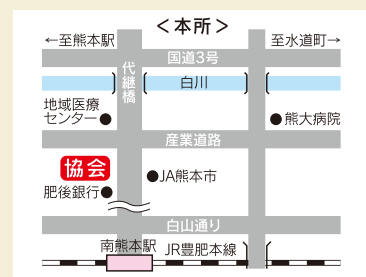 ＜本所＞
←至熊本駅
至水道町→
国道3号
代継橋
白川
地域医療
センター
熊大病院
産業道路
協会
JA熊本市
肥後銀行
白山通り
南熊本駅
JR豊肥本線